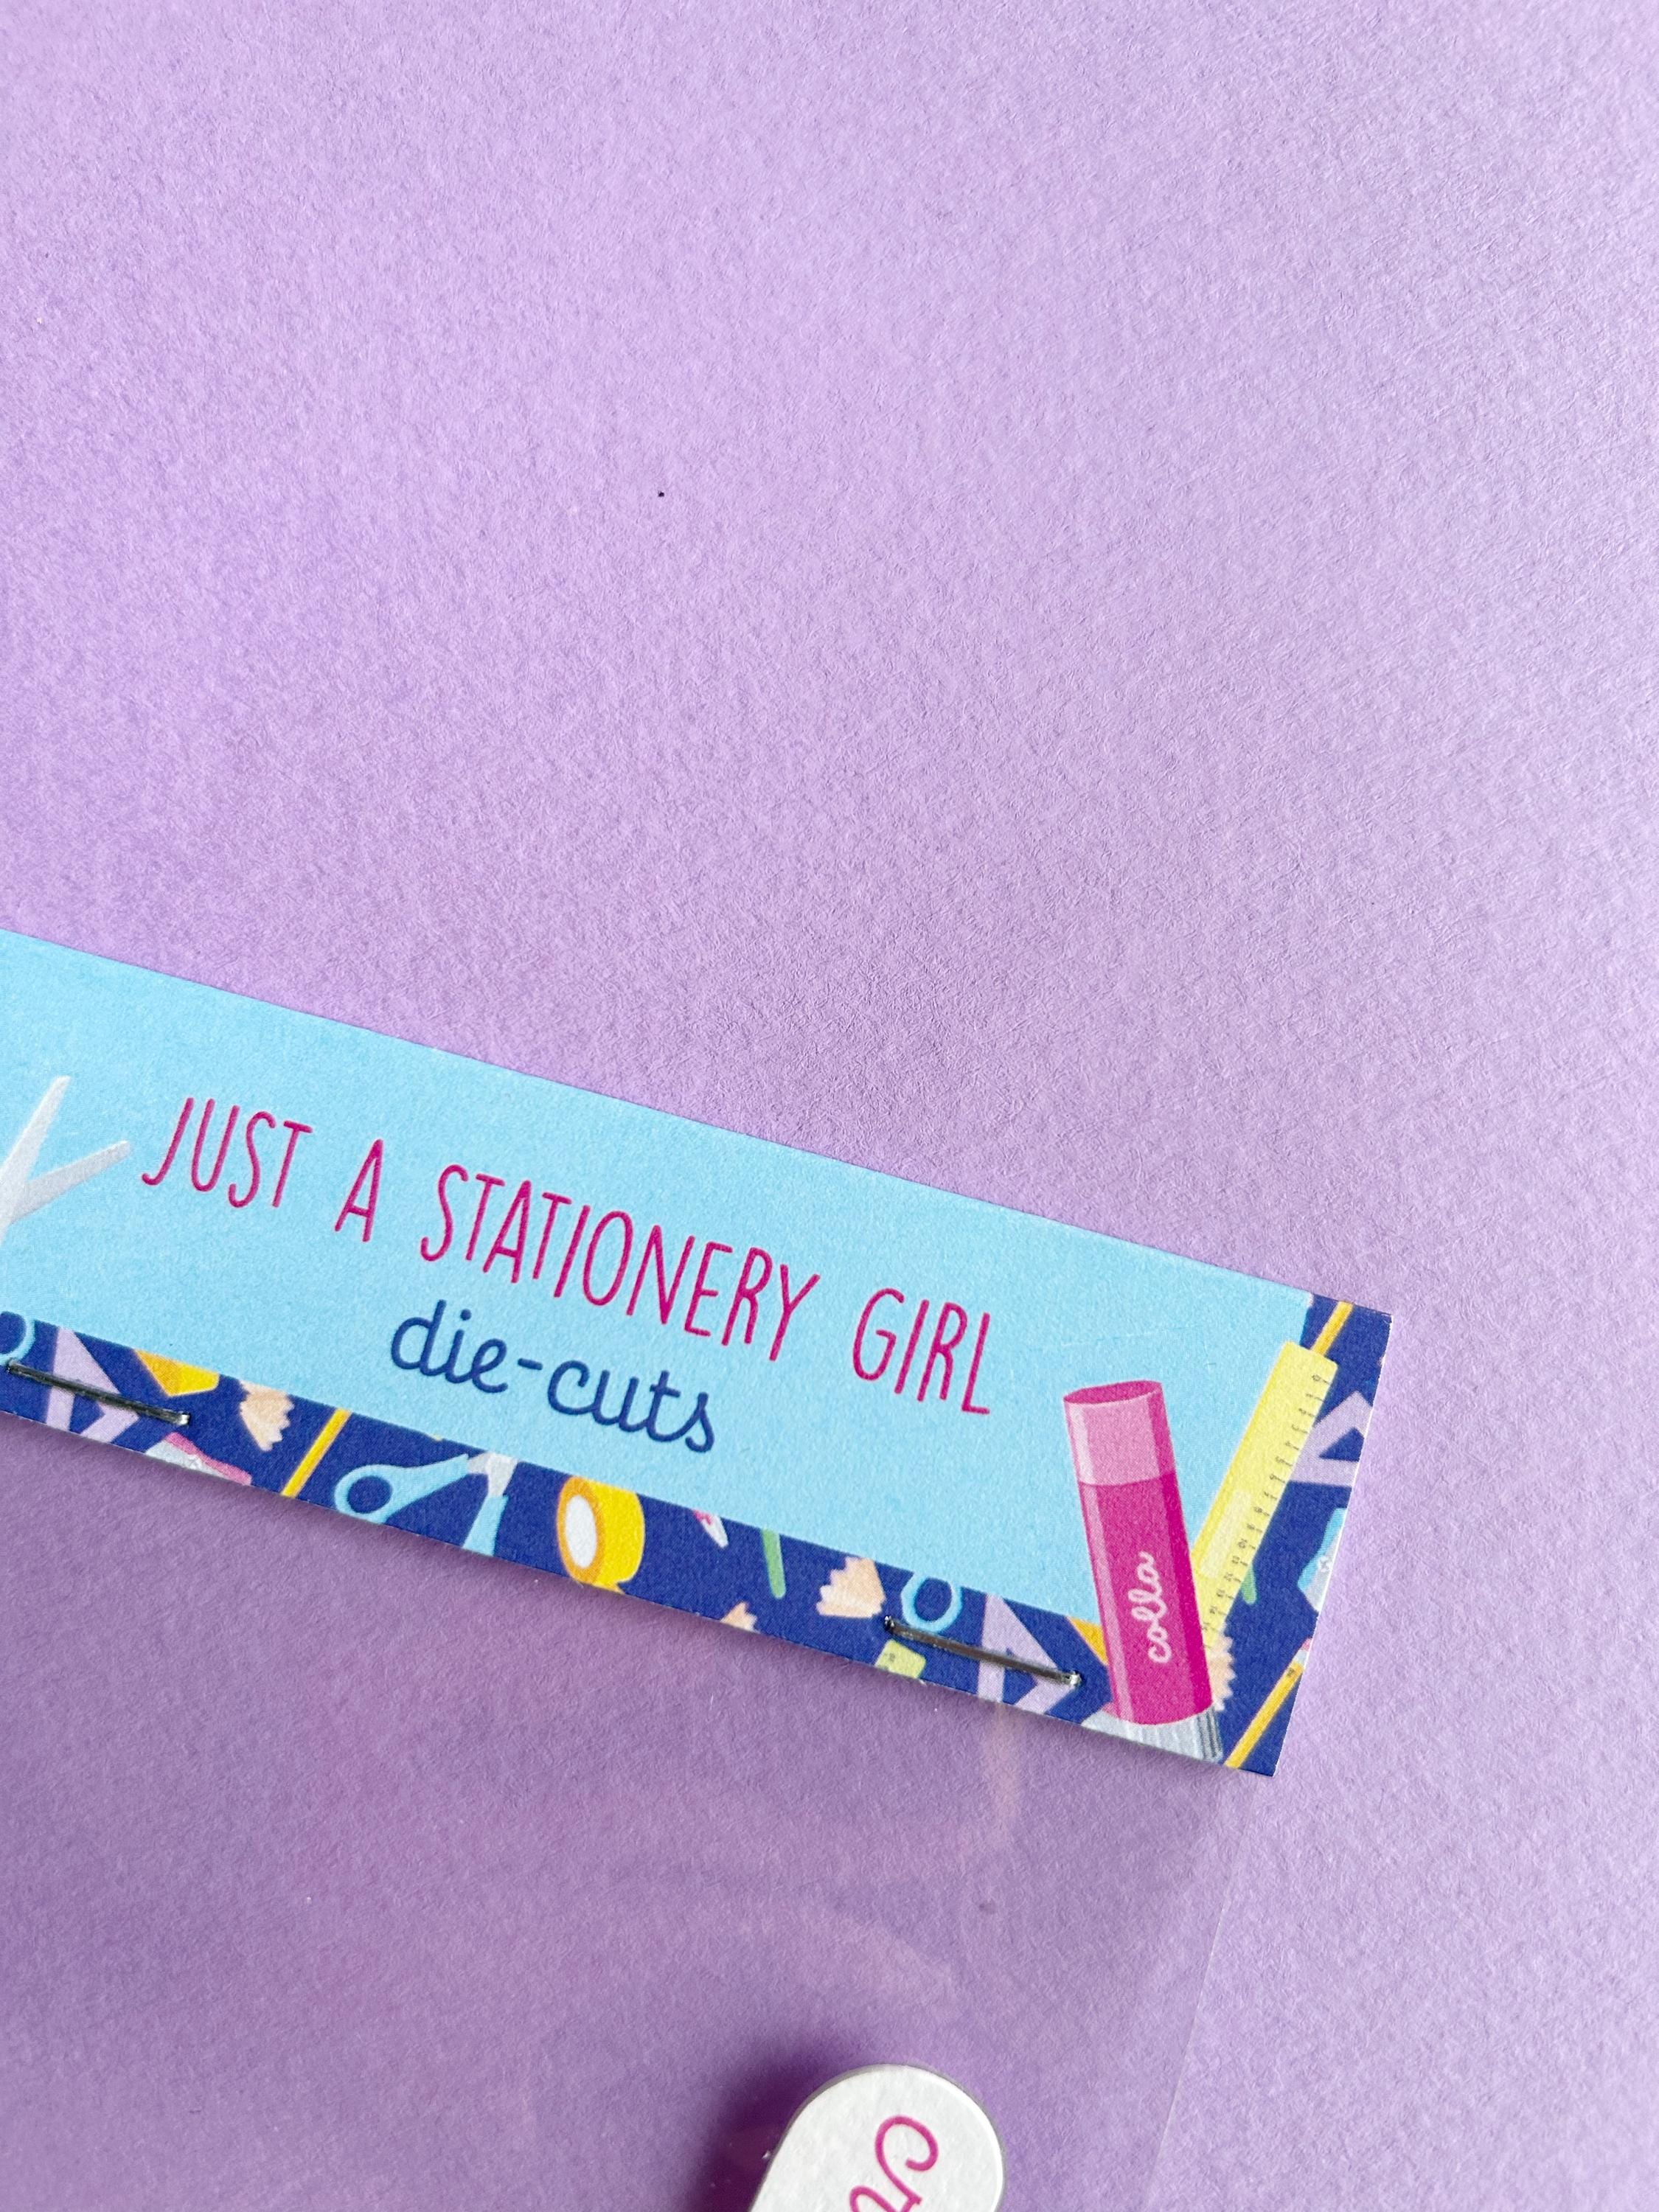 JUST A STATIONERY GIRL
die-cuts
colla